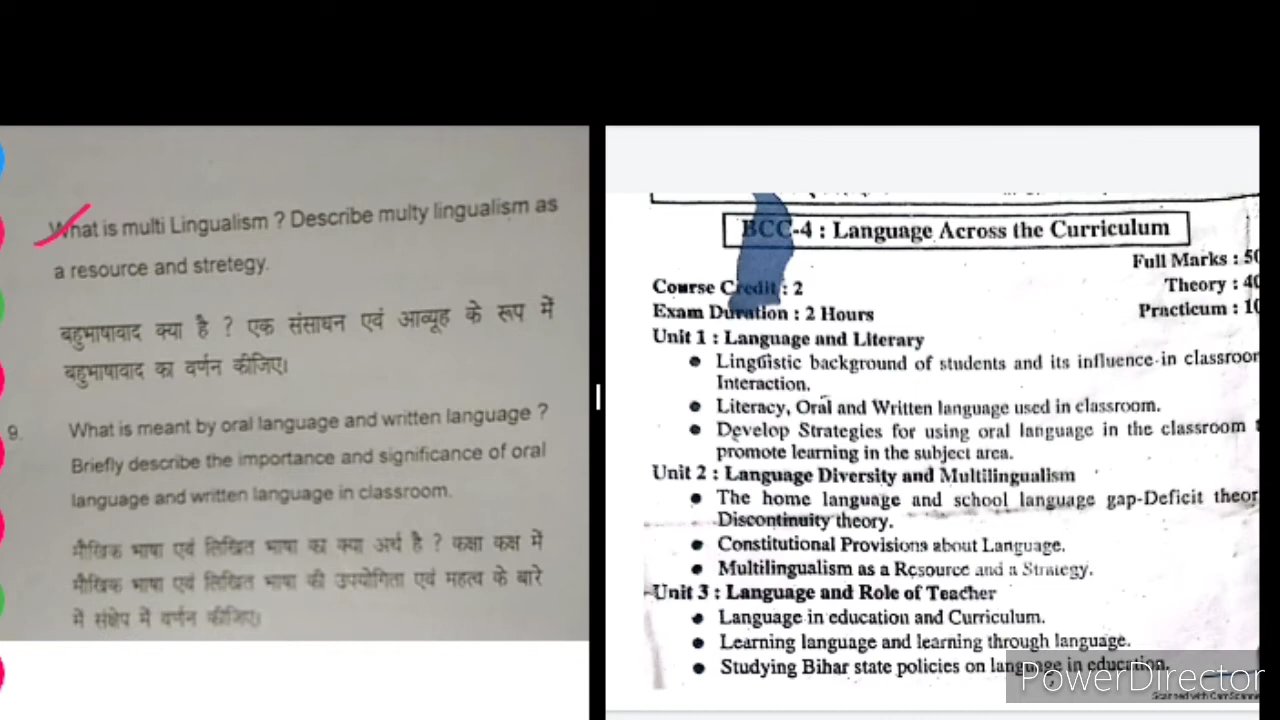 What is multi Lingualism ? Describe multy lingualism as
a resource and stretegy.
बहुभाषावाद क्या है ? एक संसाधन एवं आव्यूह के रूप में
बहुभाषावाद का वर्णन कीजिए।
9. What is meant by oral language and written language ?
Briefly describe the importance and significance of oral
language and written language in classroom.
मौखिक भाषा एवं लिखित भाषा का क्या अर्थ है ? कक्षा कक्ष में
मौखिक भाषा एवं लिखित भाषा की उपयोगिता एवं महत्व के बारे
में संक्षेप में वर्णन कीजिए।
BCC-4 : Language Across the Curriculum
Full Marks : 50
Course Credit : 2
Theory : 40
Exam Duration : 2 Hours
Practicum : 10
Unit 1 : Language and Literary
● Linguistic background of students and its influence in classroom
Interaction.
● Literacy, Oral and Written language used in classroom.
● Develop Strategies for using oral language in the classroom
promote learning in the subject area.
Unit 2 : Language Diversity and Multilingualism
● The home language and school language gap-Deficit theor
Discontinuity theory.
● Constitutional Provisions about Language.
● Multilingualism as a Resource and a Strategy.
Unit 3 : Language and Role of Teacher
● Language in education and Curriculum.
● Learning language and learning through language.
● Studying Bihar state policies on language in education.
PowerDirector
Scanned with CamScanne